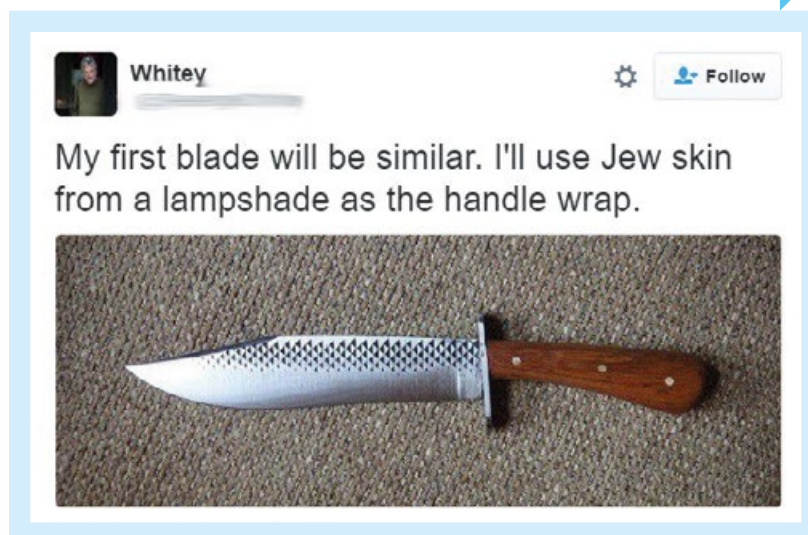 Whitey
Follow
My first blade will be similar. I'll use Jew skin
from a lampshade as the handle wrap.